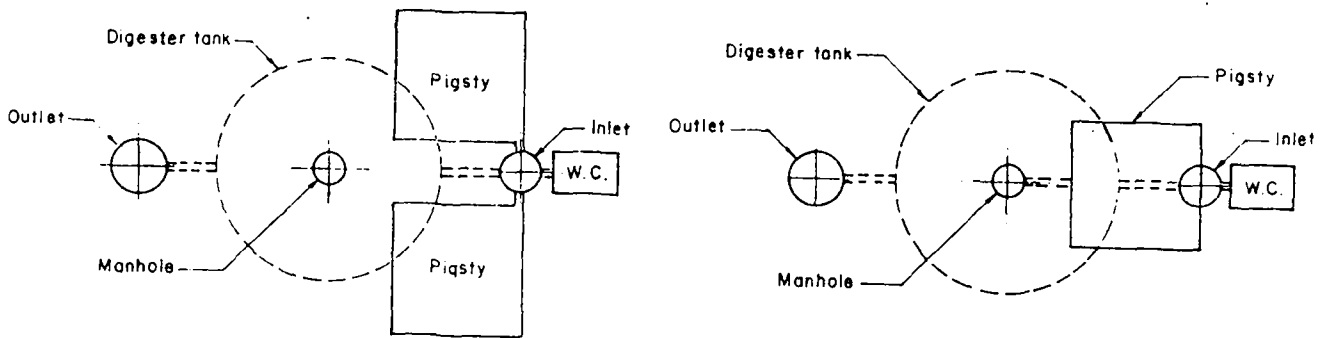 Digester tank
Pigsty
Outlet
Inlet
W.C.
Manhole
Pigsty
Digester tank
Pigsty
Outlet
Inlet
W.C.
Manhole